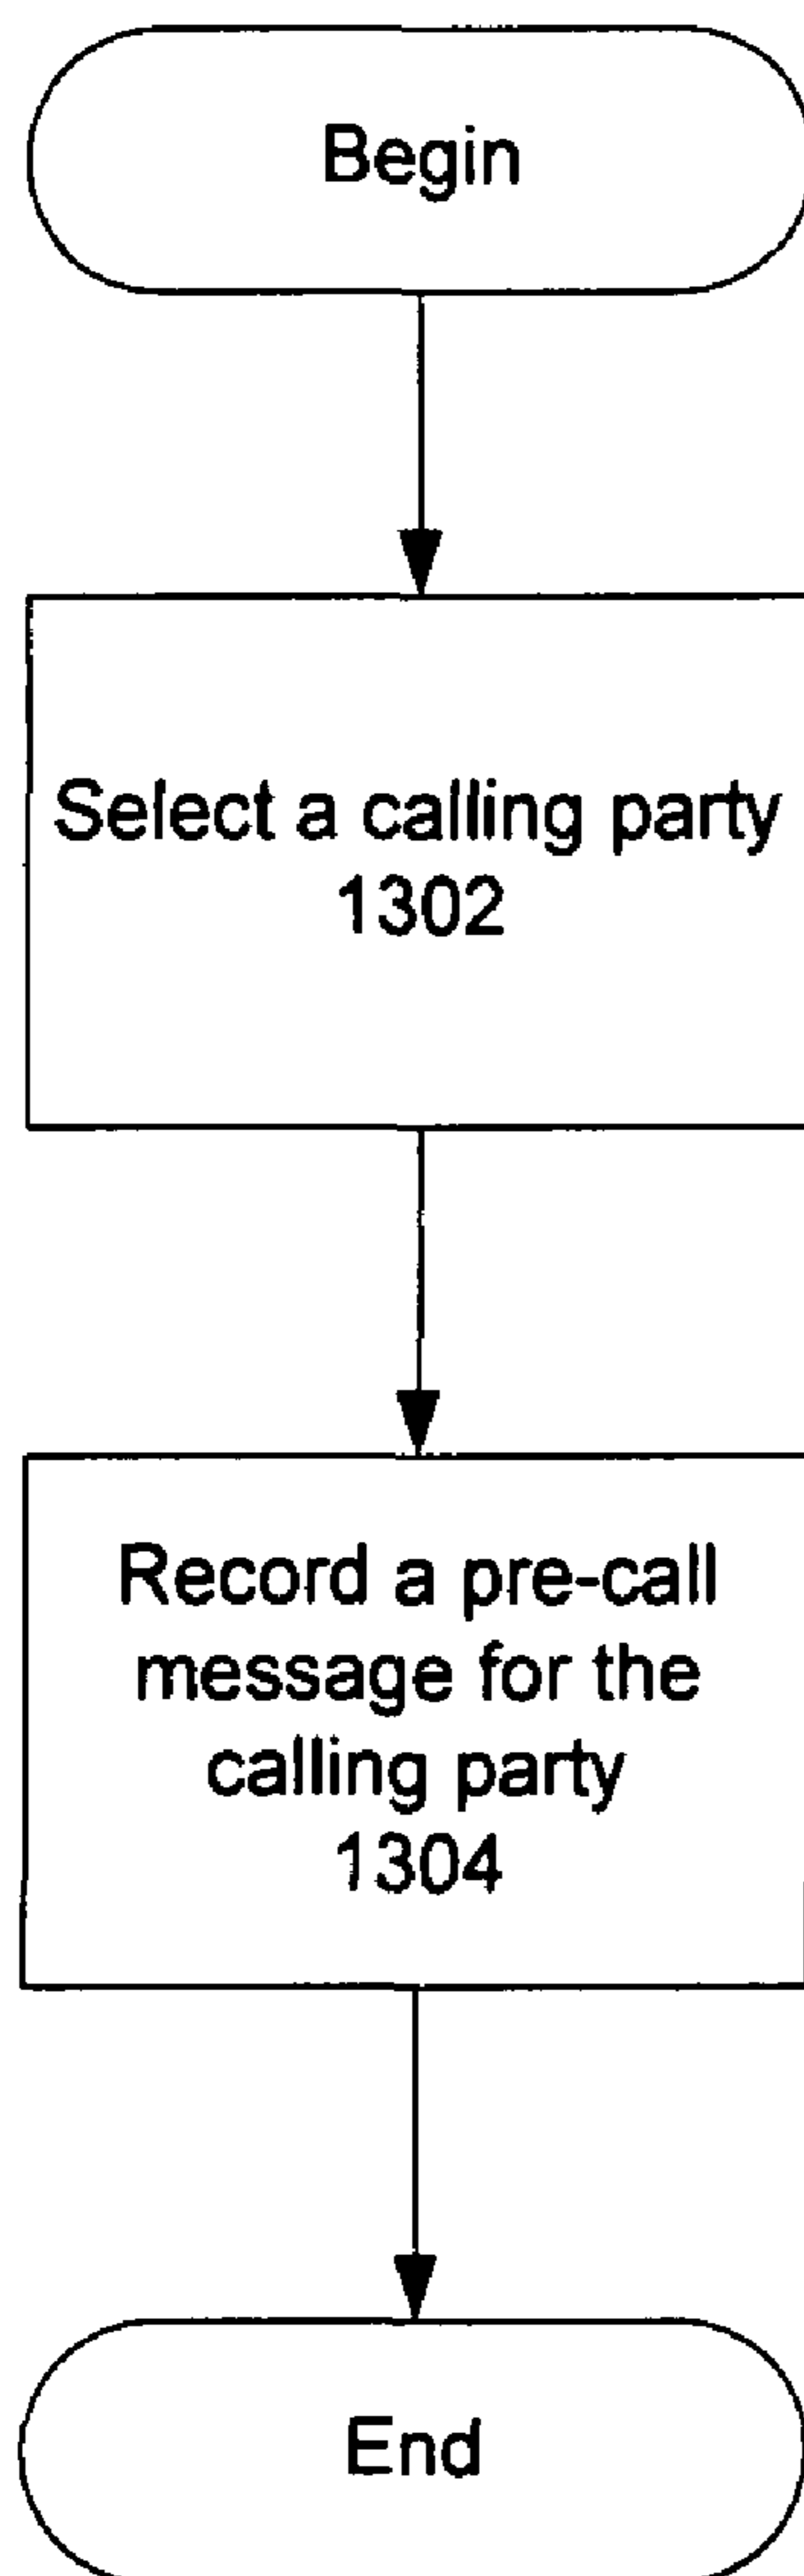 Begin
Select a calling party
1302
Record a pre-call
message for the
calling party
1304
End